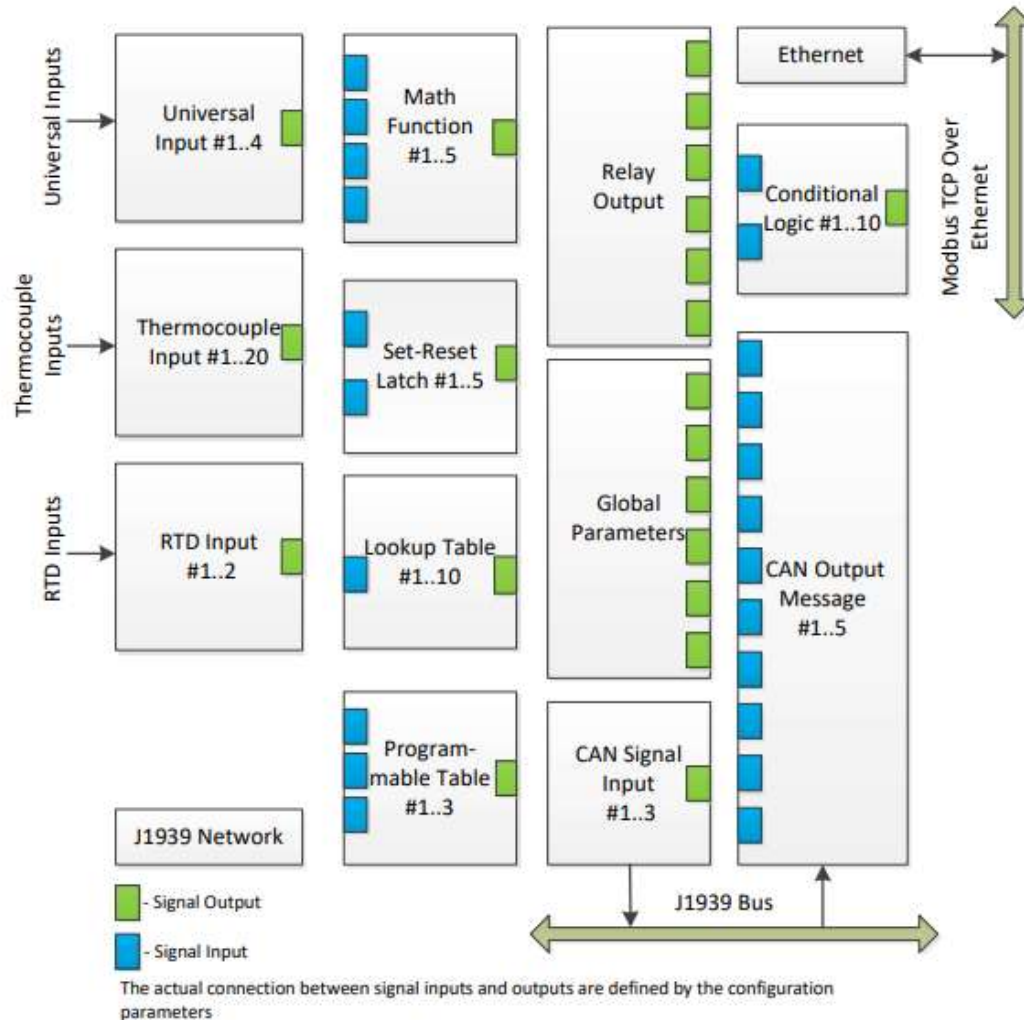 Universal Inputs
Universal
Input #1..4
Thermocouple
Inputs
Thermocouple
Input #1..20
RTD Inputs
RTD Input
#1..2
J1939 Network
Math
Function
#1..5
Set-Reset
Latch #1..5
Lookup Table
#1..10
Program-
mable Table
#1..3
Relay
Output
Global
Parameters
CAN Signal
Input
#1..3
Ethernet
Conditional
Logic #1..10
Modbus TCP Over
Ethernet
CAN Output
Message
#1..5
J1939 Bus
- Signal Output
- Signal Input
The actual connection between signal inputs and outputs are defined by the configuration
parameters